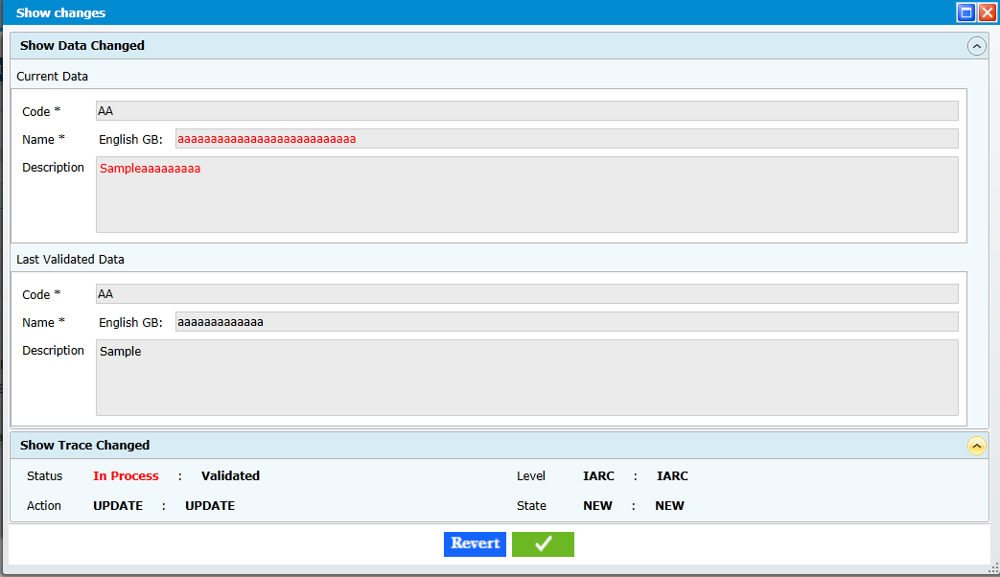 Show changes
Show Data Changed
Current Data
Code * AA
Name * English GB: aaaaaaaaaaaaaaaaaaaaaaaaaaa
Description Sampleaaaaaaaaa
Last Validated Data
Code * AA
Name * English GB: aaaaaaaaaaaaa
Description Sample
Show Trace Changed
Status In Process : Validated Level IARC : IARC
Action UPDATE : UPDATE State NEW : NEW
Revert